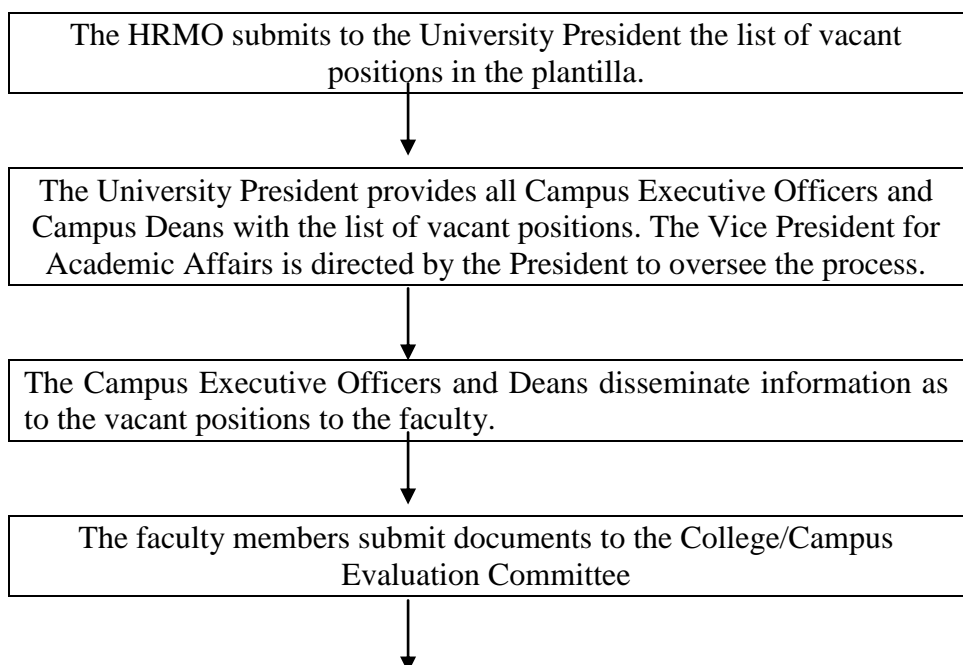 The HRMO submits to the University President the list of vacant
positions in the plantilla.
The University President provides all Campus Executive Officers and
Campus Deans with the list of vacant positions. The Vice President for
Academic Affairs is directed by the President to oversee the process.
The Campus Executive Officers and Deans disseminate information as
to the vacant positions to the faculty.
The faculty members submit documents to the College/Campus
Evaluation Committee